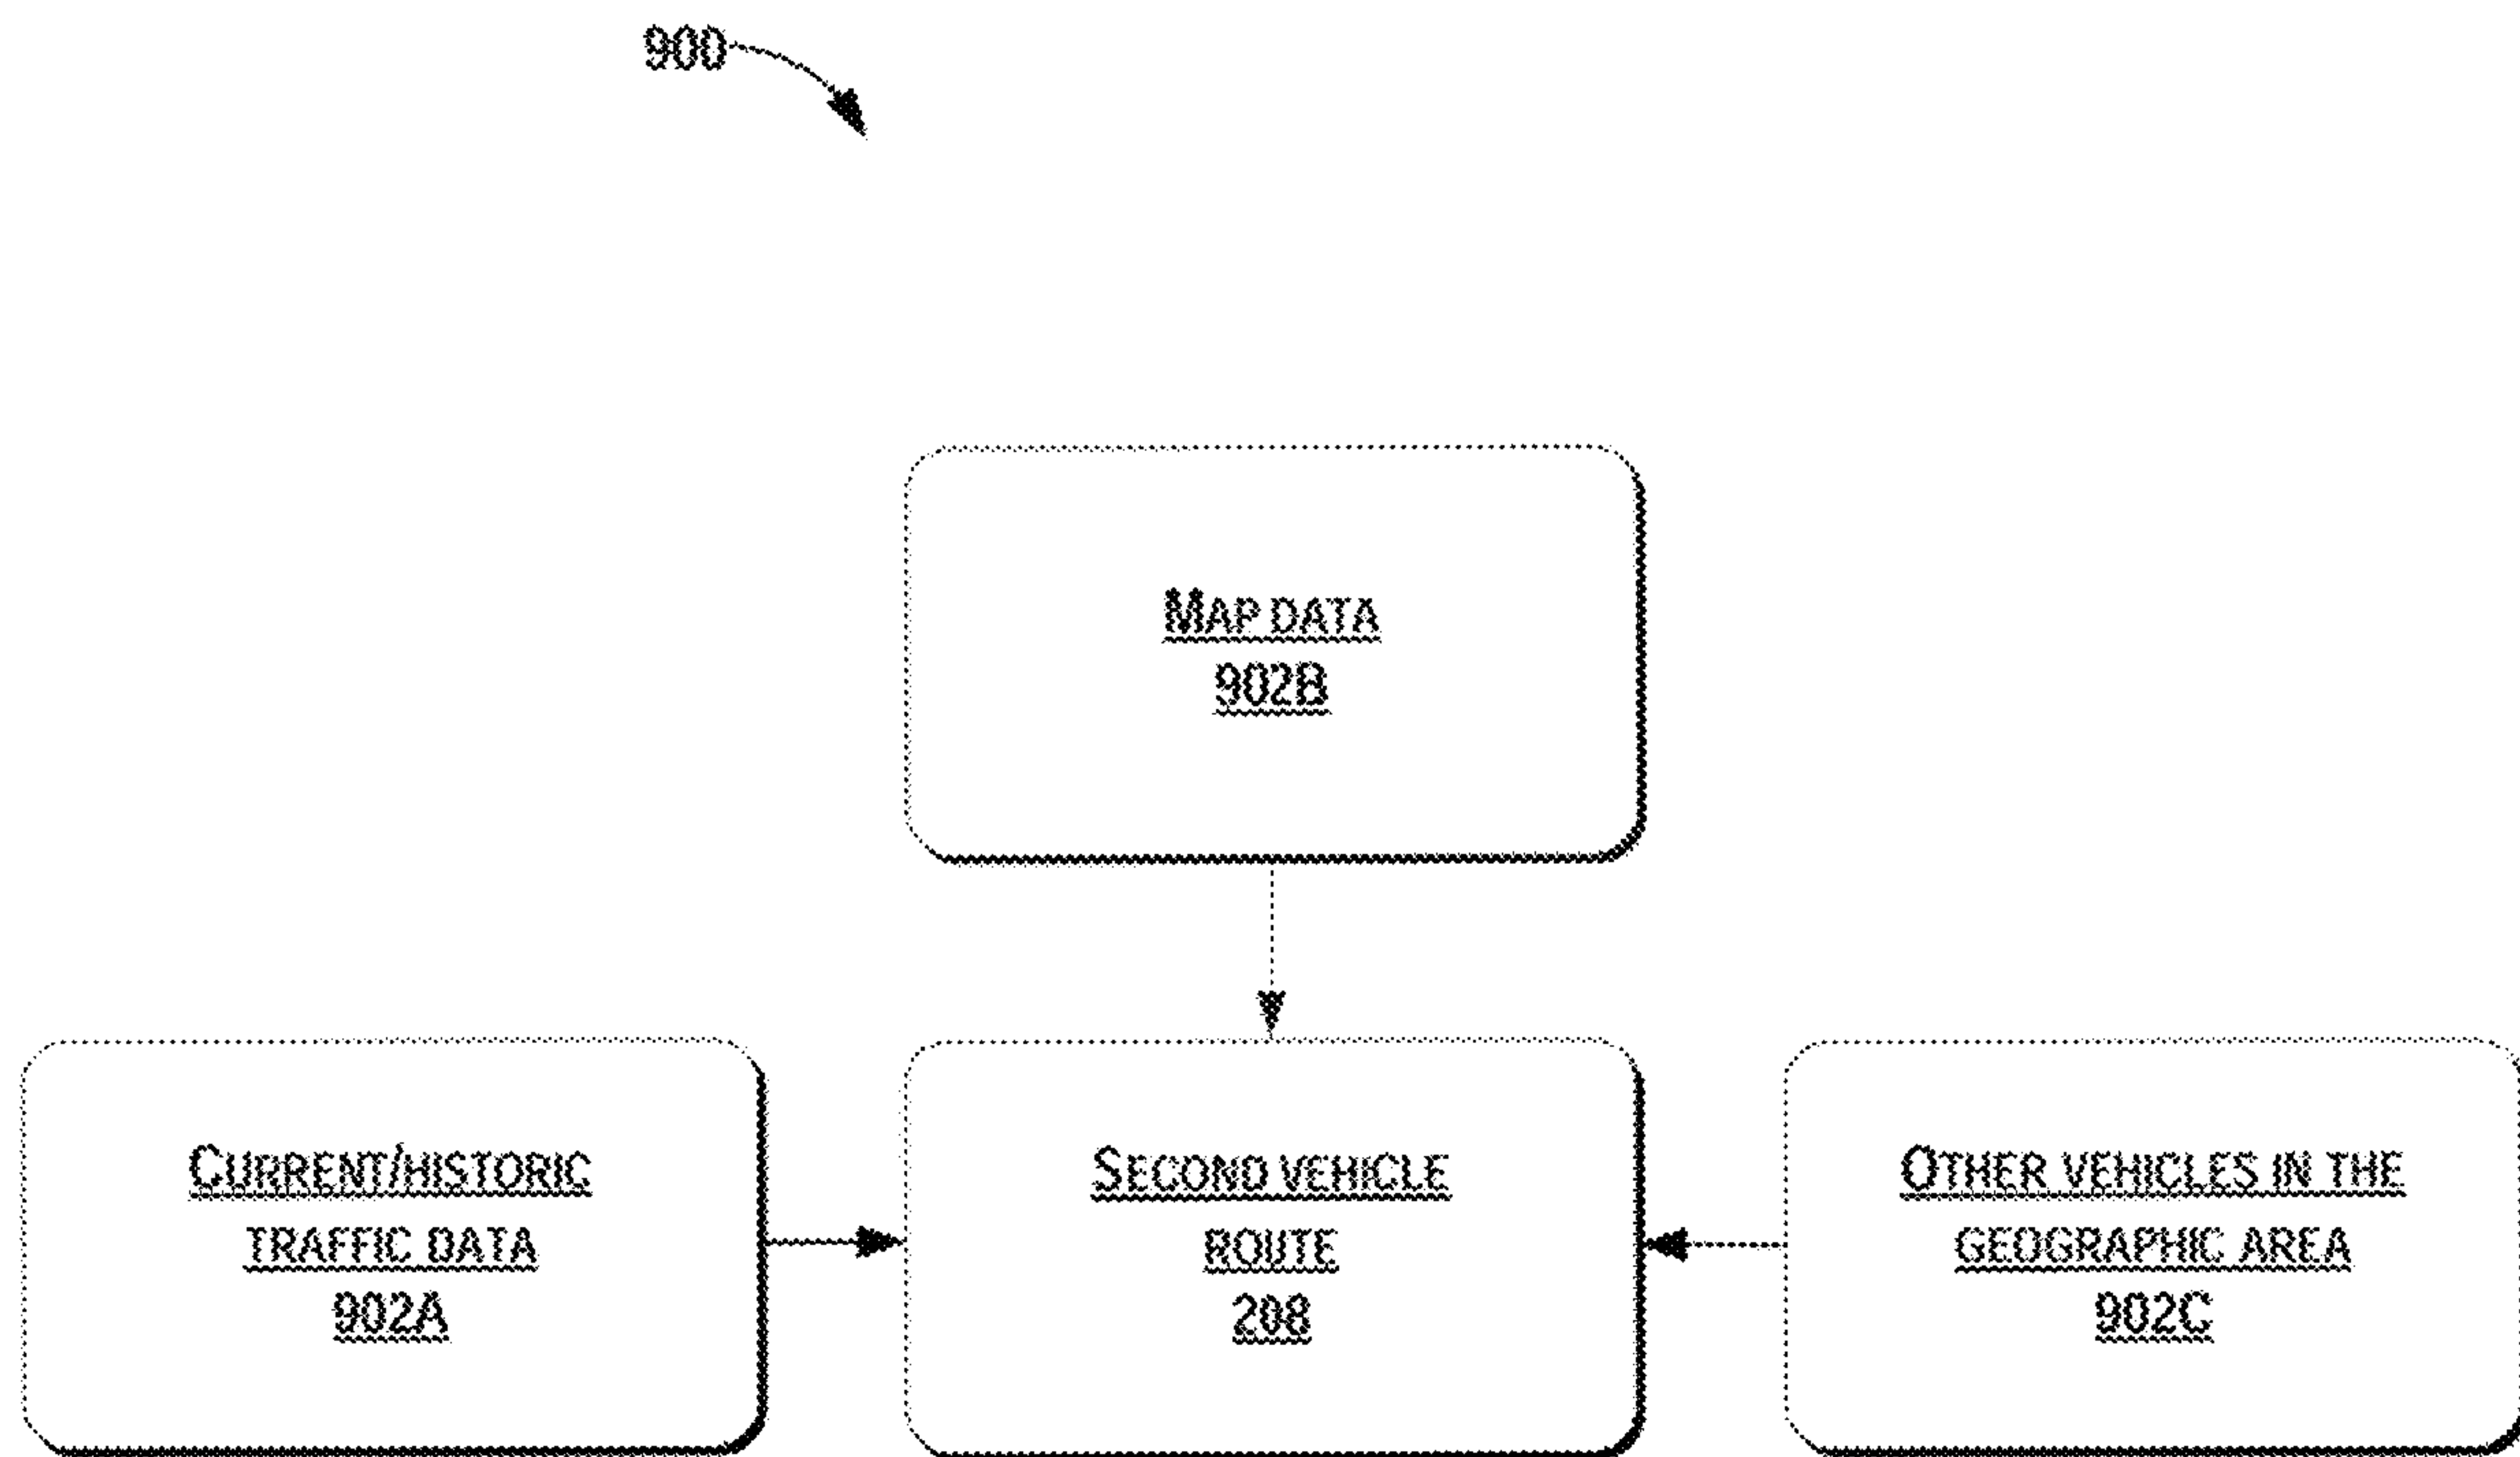 900
MAP DATA
902B
CURRENT/HISTORIC
TRAFFIC DATA
902A
SECOND VEHICLE
ROUTE
208
OTHER VEHICLES IN THE
GEOGRAPHIC AREA
902C